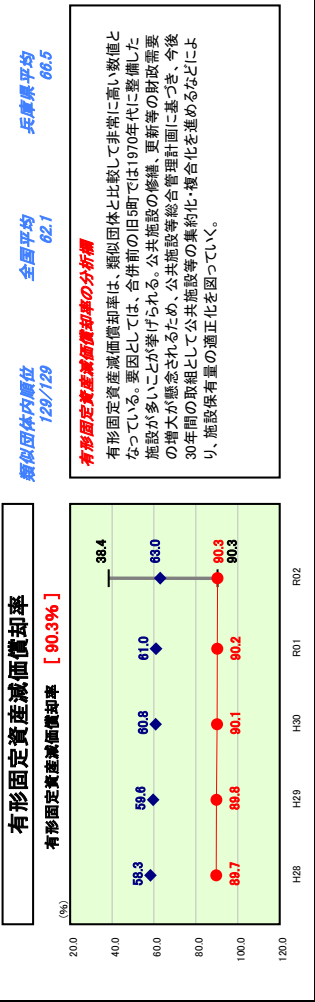 有形固定資産減価償却率
類似団体内順位
129/129
全国平均
62.1
兵庫県平均
66.5
有形固定資産減価償却率 [ 90.3% ]
(%)
20.0
40.0
60.0
80.0
100.0
120.0
58.3
59.6
60.8
61.0
63.0
38.4
89.7
89.8
90.1
90.2
90.3
90.3
H28
H29
H30
R01
R02
有形固定資産減価償却率の分析欄
有形固定資産減価償却率は、類似団体と比較して非常に高い数値と
なっている。要因としては、合併前の旧5町では1970年代に整備した
施設が多いことが挙げられる。公共施設の修繕、更新等の財政需要
の増大が懸念されるため、公共施設等総合管理計画に基づき、今後
30年間の取組として公共施設等の集約化・複合化を進めるなどによ
り、施設保有量の適正化を図っていく。